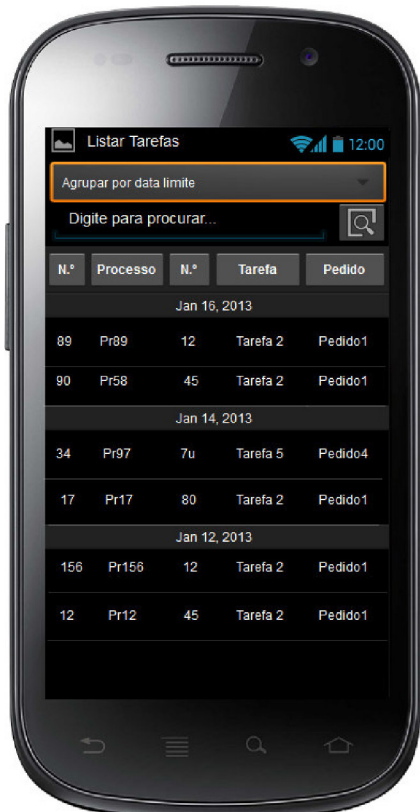 Listar Tarefas 12:00
Agrupar por data limite
Digite para procurar...
N.º Processo N.º Tarefa Pedido
Jan 16, 2013
89 Pr89 12 Tarefa 2 Pedido1
90 Pr58 45 Tarefa 2 Pedido1
Jan 14, 2013
34 Pr97 7u Tarefa 5 Pedido4
17 Pr17 80 Tarefa 2 Pedido1
Jan 12, 2013
156 Pr156 12 Tarefa 2 Pedido1
12 Pr12 45 Tarefa 2 Pedido1